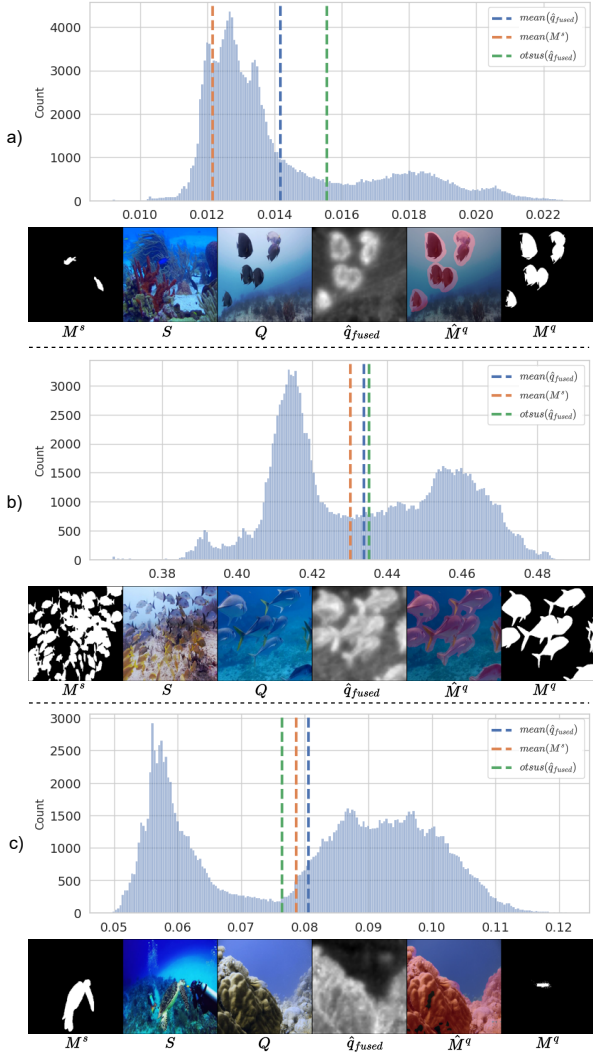 a)
Count
4000
3000
2000
1000
0
mean(q̂_fused)
mean(M^s)
otsus(q̂_fused)
0.010 0.012 0.014 0.016 0.018 0.020 0.022
M^s S Q q̂_fused M̂^q M^q
b)
Count
3000
2500
2000
1500
1000
500
0
mean(q̂_fused)
mean(M^s)
otsus(q̂_fused)
0.38 0.40 0.42 0.44 0.46 0.48
M^s S Q q̂_fused M̂^q M^q
c)
Count
3000
2500
2000
1500
1000
500
0
mean(q̂_fused)
mean(M^s)
otsus(q̂_fused)
0.05 0.06 0.07 0.08 0.09 0.10 0.11 0.12
M^s S Q q̂_fused M̂^q M^q